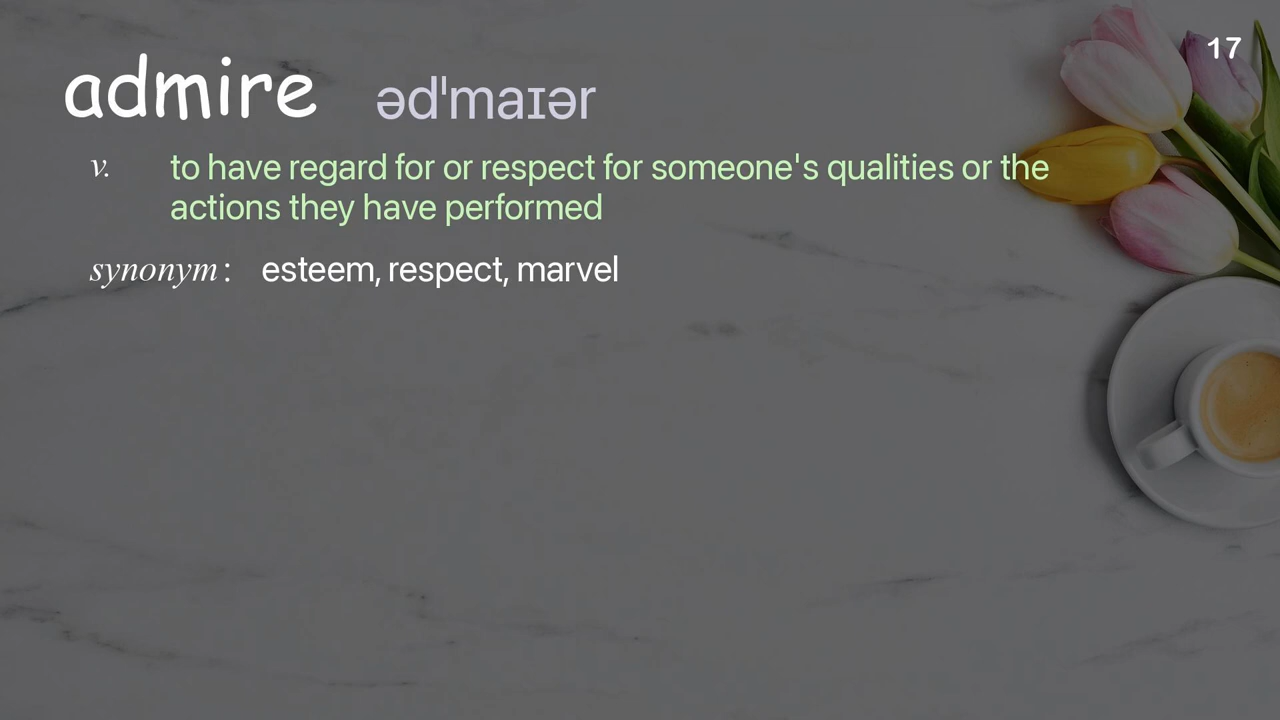 17
admire əd'maɪər
v. to have regard for or respect for someone's qualities or the
actions they have performed
synonym : esteem, respect, marvel